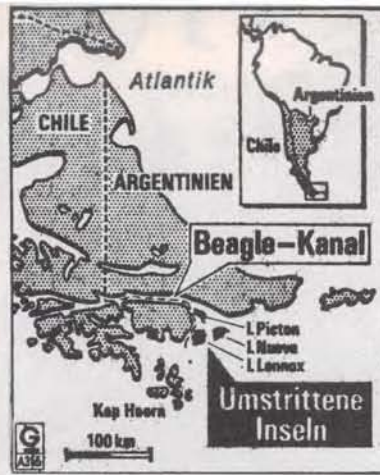 Atlantik
Argentinien
CHILE
Chile
ARGENTINIEN
Beagle-Kanal
I. Picton
I. Nueva
I. Lennox
Umstrittene
Inseln
Kap Hoorn
G
100 km